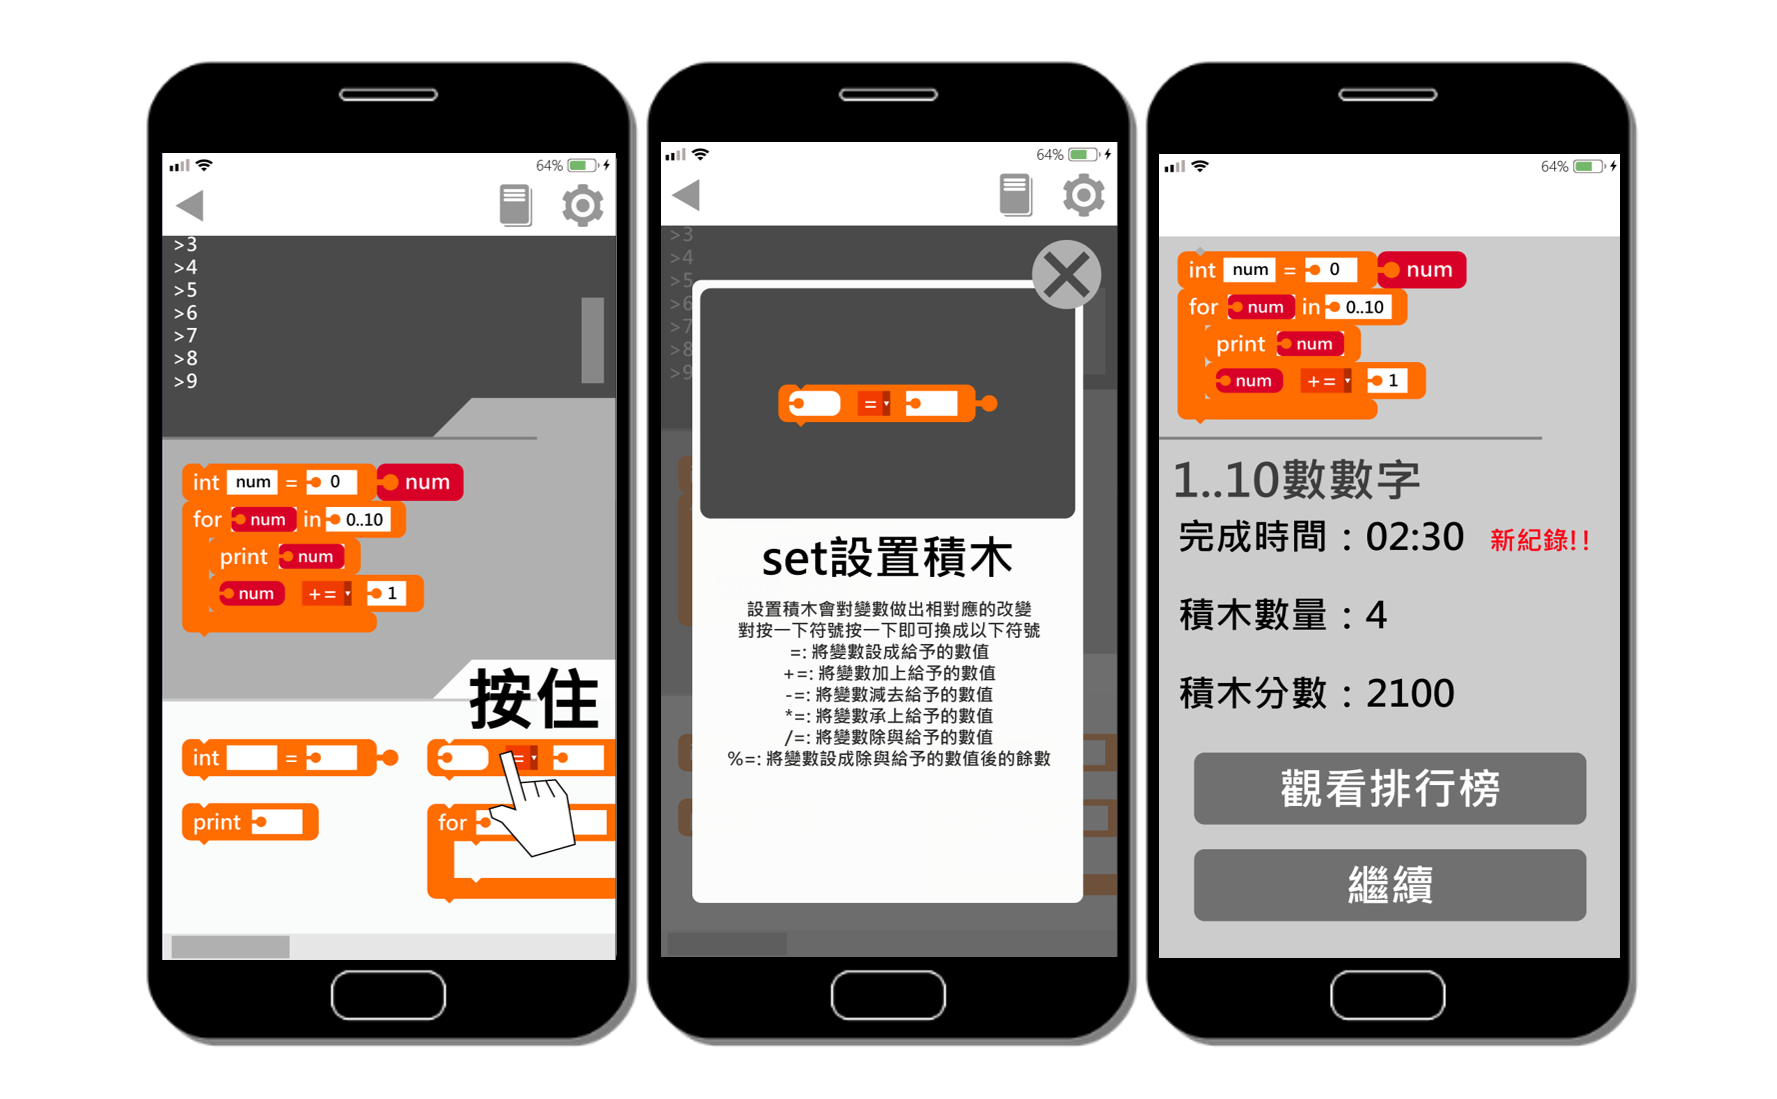 64%
>3
>4
>5
>6
>7
>8
>9
int num = 0 num
for num in 0..10
print num
num += 1
按住
int =
=
print
for
64%
>3
>4
>5
>6
>7
>8
>9
=
set設置積木
設置積木會對變數做出相對應的改變
對按一下符號按一下即可換成以下符號
=: 將變數設成給予的數值
+=: 將變數加上給予的數值
-=: 將變數減去給予的數值
*=: 將變數承上給予的數值
/=: 將變數除與給予的數值
%=: 將變數設成除與給予的數值後的餘數
64%
int num = 0 num
for num in 0..10
print num
num += 1
1..10數數字
完成時間：02:30 新紀錄!!
積木數量：4
積木分數：2100
觀看排行榜
繼續